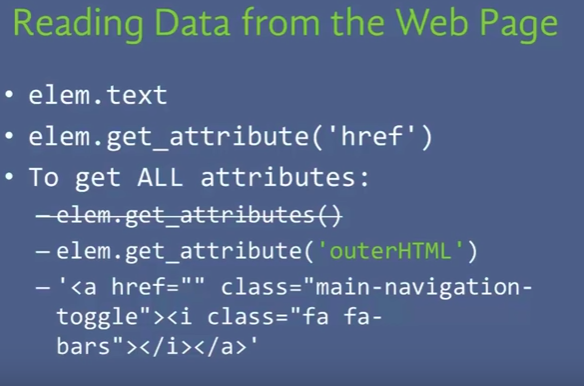 Reading Data from the Web Page
• elem.text
• elem.get_attribute('href')
• To get ALL attributes:
– elem.get_attributes()
– elem.get_attribute('outerHTML')
– '<a href="" class="main-navigation-
toggle"><i class="fa fa-
bars"></i></a>'